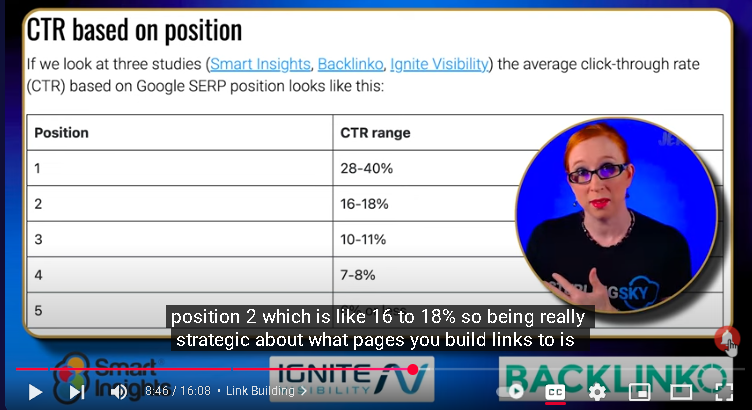 CTR based on position
If we look at three studies (Smart Insights, Backlinko, Ignite Visibility) the average click-through rate
(CTR) based on Google SERP position looks like this:
Position CTR range
1 28-40%
2 16-18%
3 10-11%
4 7-8%
5
SKY
position 2 which is like 16 to 18% so being really
strategic about what pages you build links to is
Smart
Insights
IGNITE
VISIBILITY
BACKLINKO
8:46 / 16:08 • Link Building >
CC